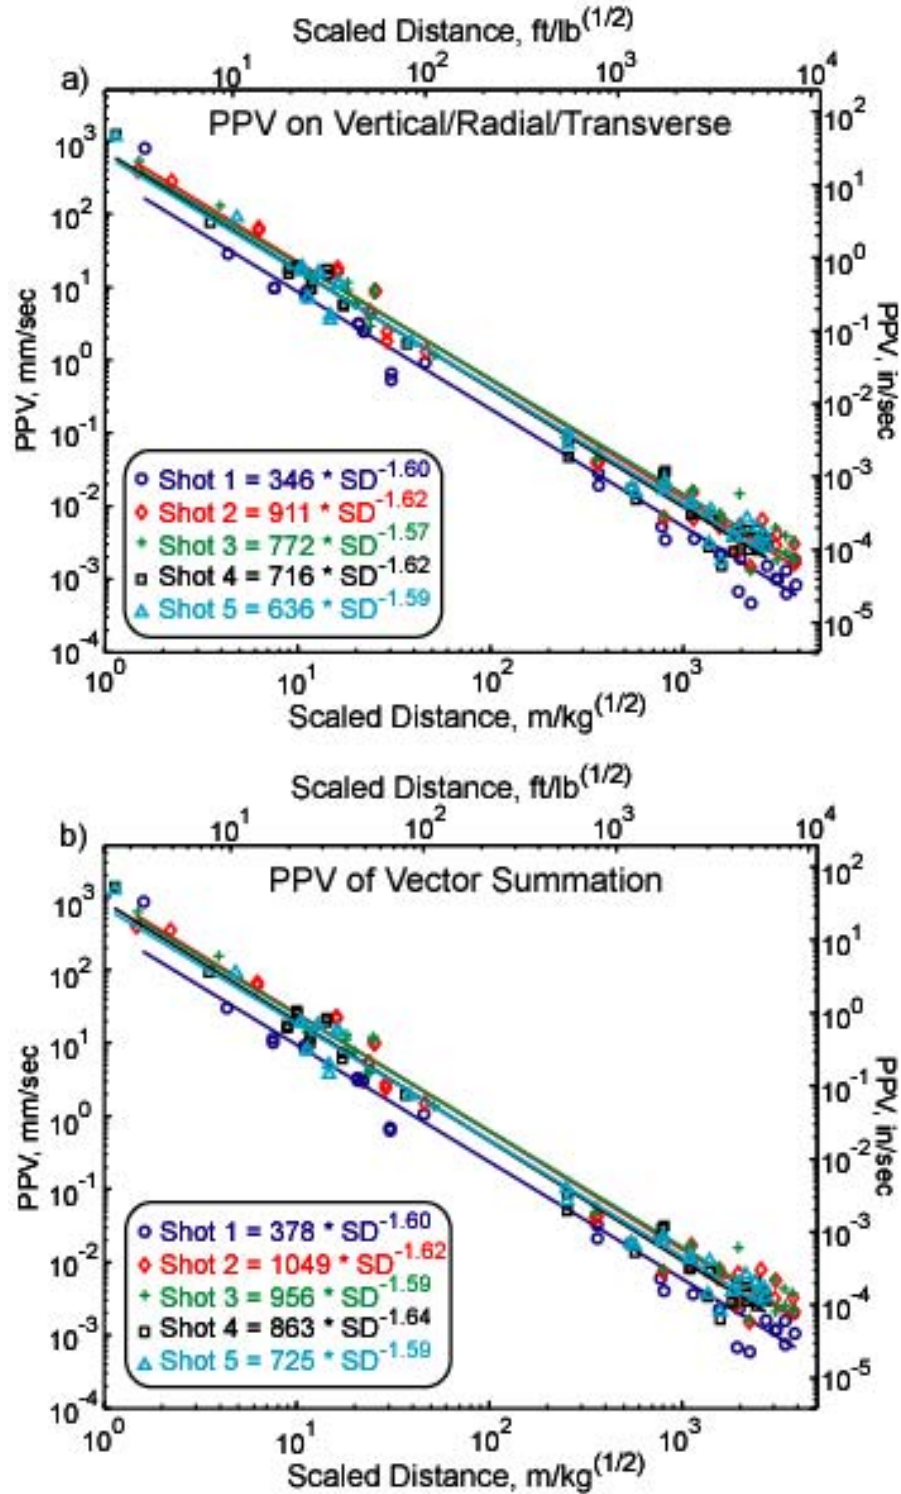 Scaled Distance, ft/lb^(1/2)
a) 10^1 10^2 10^3 10^4
PPV on Vertical/Radial/Transverse
PPV, mm/sec
10^3
10^2
10^1
10^0
10^-1
10^-2
10^-3
10^-4
PPV, in/sec
10^2
10^1
10^0
10^-1
10^-2
10^-3
10^-4
10^-5
Shot 1 = 346 * SD^-1.60
Shot 2 = 911 * SD^-1.62
Shot 3 = 772 * SD^-1.57
Shot 4 = 716 * SD^-1.62
Shot 5 = 636 * SD^-1.59
10^0 10^1 10^2 10^3
Scaled Distance, m/kg^(1/2)
Scaled Distance, ft/lb^(1/2)
b) 10^1 10^2 10^3 10^4
PPV of Vector Summation
PPV, mm/sec
10^3
10^2
10^1
10^0
10^-1
10^-2
10^-3
10^-4
PPV, in/sec
10^2
10^1
10^0
10^-1
10^-2
10^-3
10^-4
10^-5
Shot 1 = 378 * SD^-1.60
Shot 2 = 1049 * SD^-1.62
Shot 3 = 956 * SD^-1.59
Shot 4 = 863 * SD^-1.64
Shot 5 = 725 * SD^-1.59
10^0 10^1 10^2 10^3
Scaled Distance, m/kg^(1/2)